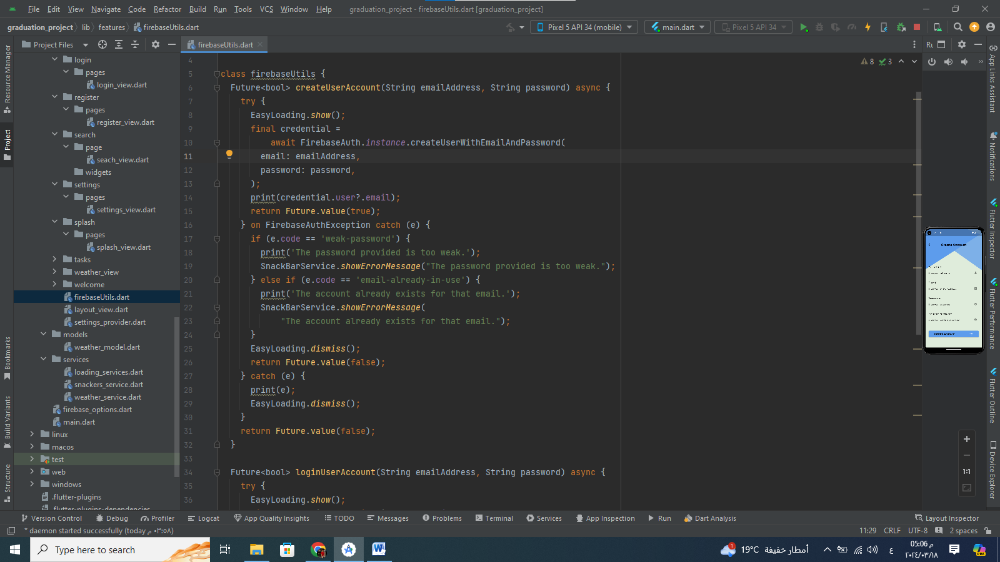 File Edit View Navigate Code Refactor Build Run Tools VCS Window Help graduation_project - firebaseUtils.dart [graduation_project]
graduation_project lib features firebaseUtils.dart Pixel 5 API 34 (mobile) main.dart Pixel 5 API 34
Project Files firebaseUtils.dart
Resource Manager
Project
Bookmarks
Build Variants
Structure
login
pages
login_view.dart
register
pages
register_view.dart
search
page
seach_view.dart
widgets
settings
pages
settings_view.dart
splash
pages
splash_view.dart
tasks
weather_view
welcome
firebaseUtils.dart
layout_view.dart
settings_provider.dart
models
weather_model.dart
services
loading_services.dart
snackers_service.dart
weather_service.dart
firebase_options.dart
main.dart
linux
macos
test
web
windows
.flutter-plugins
.flutter-plugins-dependencies
8 3
4
5 class firebaseUtils {
6 Future<bool> createUserAccount(String emailAddress, String password) async {
7 try {
8 EasyLoading.show();
9 final credential =
10 await FirebaseAuth.instance.createUserWithEmailAndPassword(
11 email: emailAddress,
12 password: password,
13 );
14 print(credential.user?.email);
15 return Future.value(true);
16 } on FirebaseAuthException catch (e) {
17 if (e.code == 'weak-password') {
18 print('The password provided is too weak.');
19 SnackBarService.showErrorMessage("The password provided is too weak.");
20 } else if (e.code == 'email-already-in-use') {
21 print('The account already exists for that email.');
22 SnackBarService.showErrorMessage(
23 "The account already exists for that email.");
24 }
25 EasyLoading.dismiss();
26 return Future.value(false);
27 } catch (e) {
28 print(e);
29 EasyLoading.dismiss();
30 }
31 return Future.value(false);
32 }
33
34 Future<bool> loginUserAccount(String emailAddress, String password) async {
35 try {
36 EasyLoading.show();
Create Account
Password
Create Account
1:1
App Links Assistant
Notifications
Flutter Inspector
Flutter Performance
Flutter Outline
Device Explorer
Version Control Debug Profiler Logcat App Quality Insights TODO Messages Problems Terminal Services App Inspection Run Dart Analysis Layout Inspector
* daemon started successfully (today ٠٣:٥٨ م) 11:29 CRLF UTF-8 2 spaces
Type here to search
1 19°C أمطار خفيفة ع 05:06 م
٢٠٢٤/٠٣/١٨
PRE